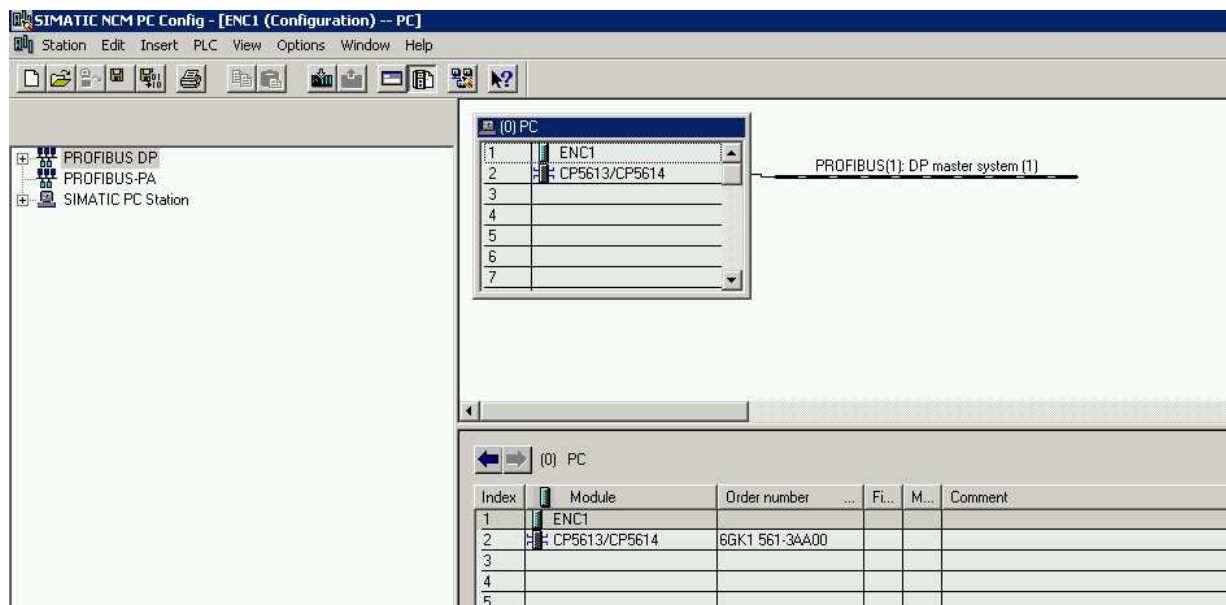 SIMATIC NCM PC Config - [ENC1 (Configuration) -- PC]
Station Edit Insert PLC View Options Window Help
PROFIBUS DP
PROFIBUS-PA
SIMATIC PC Station
(0) PC
1 ENC1
2 CP5613/CP5614
3
4
5
6
7
PROFIBUS(1): DP master system (1)
(0) PC
Index Module Order number ... Fi... M... Comment
1 ENC1
2 CP5613/CP5614 6GK1 561-3AA00
3
4
5